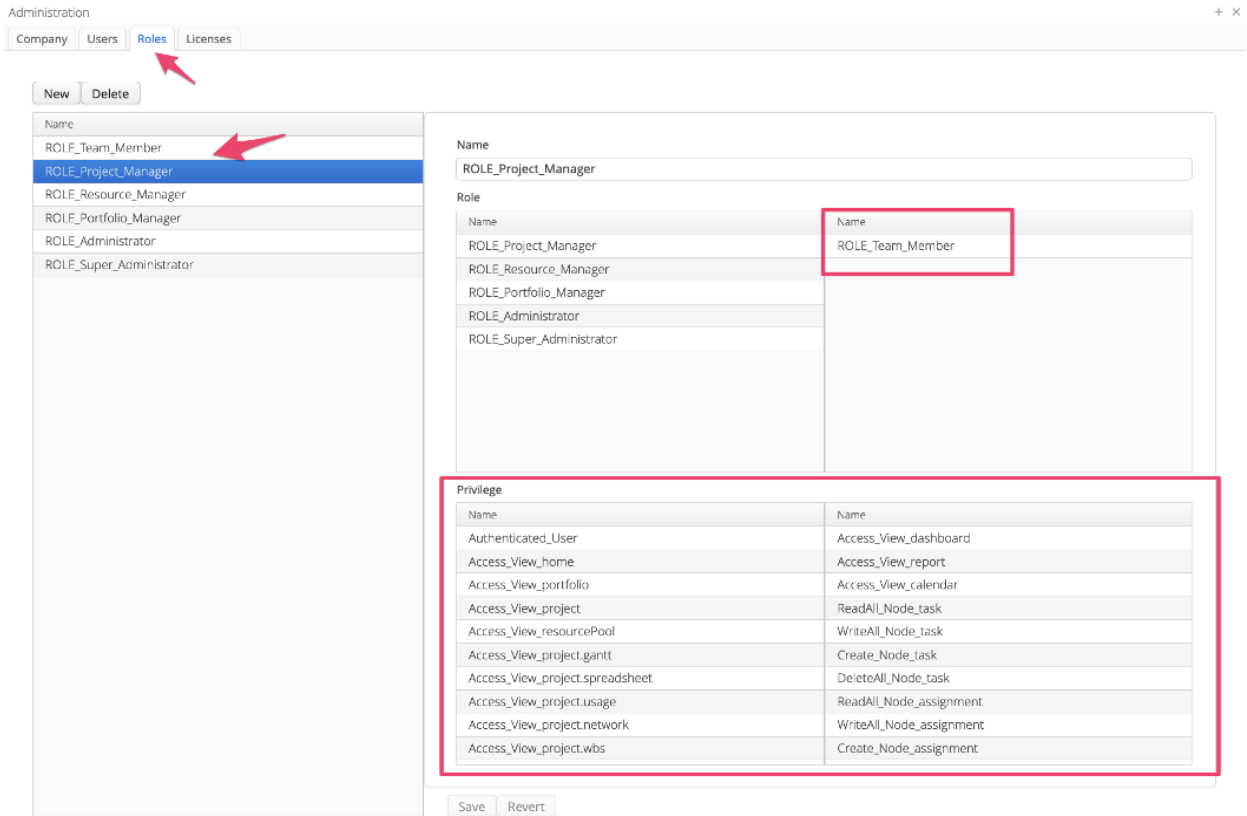 Administration + ×
Company Users Roles Licenses
New Delete
Name
ROLE_Team_Member
ROLE_Project_Manager
ROLE_Resource_Manager
ROLE_Portfolio_Manager
ROLE_Administrator
ROLE_Super_Administrator
Name
ROLE_Project_Manager
Role
Name
ROLE_Project_Manager
ROLE_Resource_Manager
ROLE_Portfolio_Manager
ROLE_Administrator
ROLE_Super_Administrator
Name
ROLE_Team_Member
Privilege
Name
Authenticated_User
Access_View_home
Access_View_portfolio
Access_View_project
Access_View_resourcePool
Access_View_project.gantt
Access_View_project.spreadsheet
Access_View_project.usage
Access_View_project.network
Access_View_project.wbs
Name
Access_View_dashboard
Access_View_report
Access_View_calendar
ReadAll_Node_task
WriteAll_Node_task
Create_Node_task
DeleteAll_Node_task
ReadAll_Node_assignment
WriteAll_Node_assignment
Create_Node_assignment
Save Revert